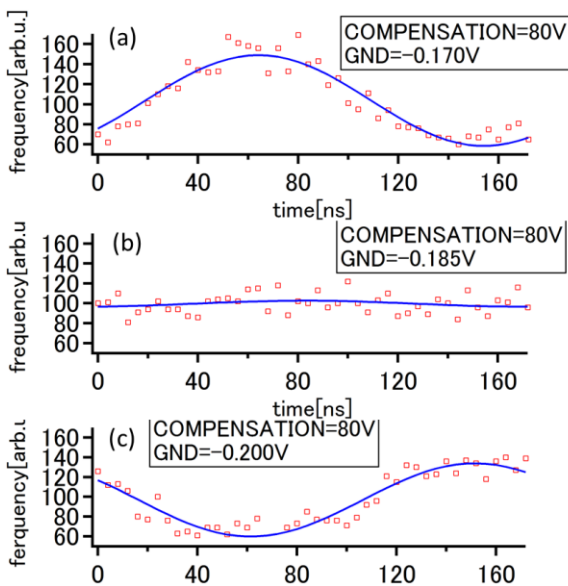 (a)
COMPENSATION=80V
GND=−0.170V
frequency[arb.u.]
160
140
120
100
80
60
0 40 80 120 160
time[ns]
(b)
COMPENSATION=80V
GND=−0.185V
frequency[arb.u
160
140
120
100
80
60
0 40 80 120 160
time[ns]
(c)
COMPENSATION=80V
GND=−0.200V
ferquency[arb.u
160
140
120
100
80
60
0 40 80 120 160